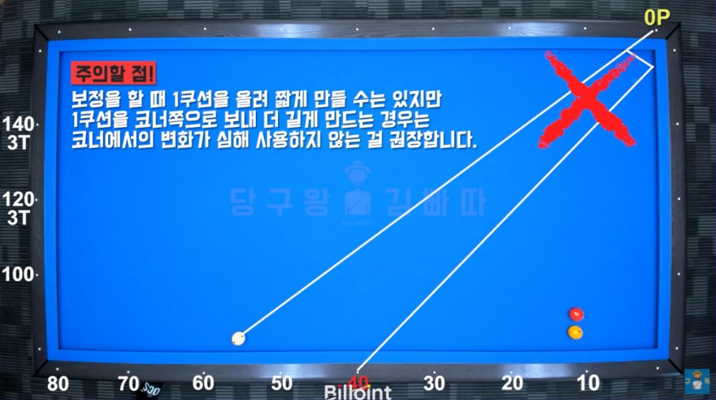 0P
주의할 점!
보정을 할 때 1쿠션을 올려 짧게 만들 수는 있지만
1쿠션을 코너쪽으로 보내 더 길게 만드는 경우는
코너에서의 변화가 심해 사용하지 않는 걸 권장합니다.
140
3T
120
3T
당구왕 김빠따
100
80 70 60 50 40 30 20 10
Billoint